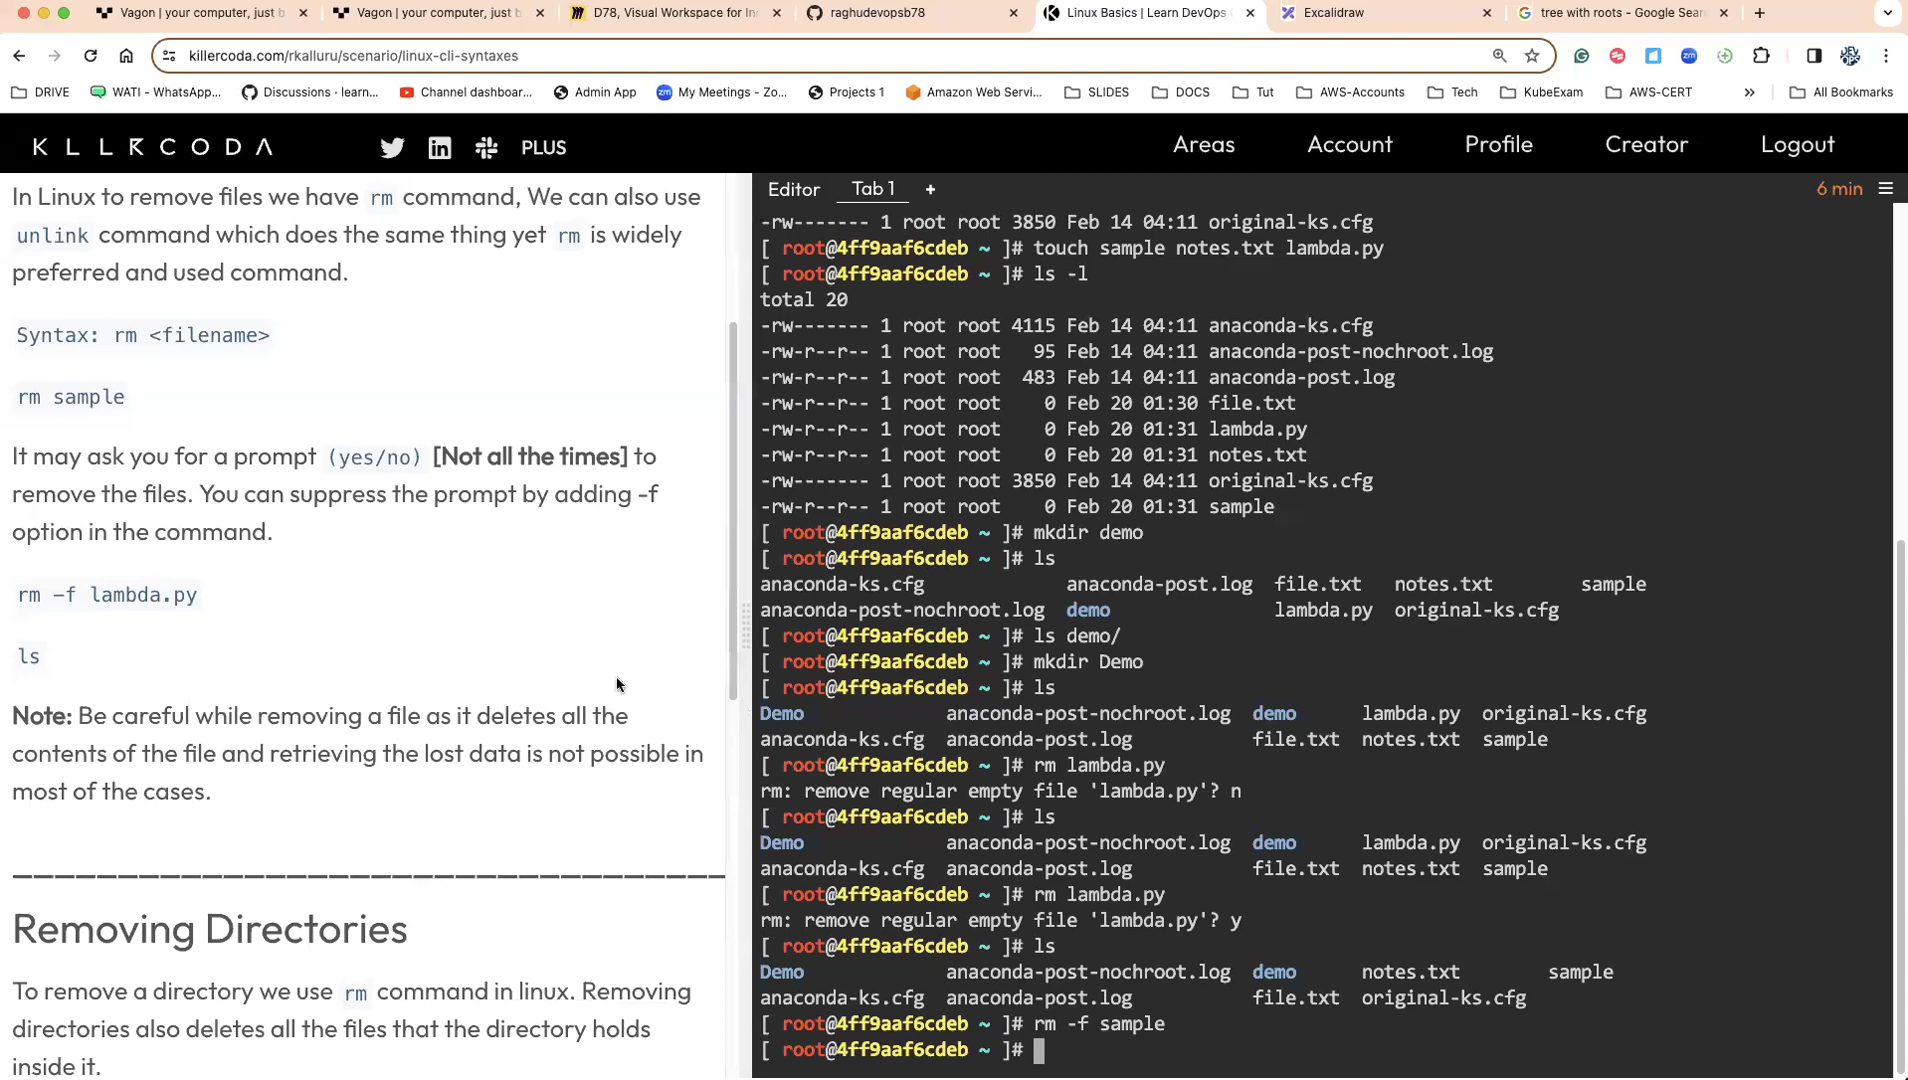 Vagon | your computer, just b
Vagon | your computer, just b
D78, Visual Workspace for In
raghudevopsb78
Linux Basics | Learn DevOps
Excalidraw
tree with roots - Google Sear
killercoda.com/rkalluru/scenario/linux-cli-syntaxes
DRIVE
WATI - WhatsApp...
Discussions · learn...
Channel dashboar...
Admin App
My Meetings - Zo...
Projects 1
Amazon Web Servi...
SLIDES
DOCS
Tut
AWS-Accounts
Tech
KubeExam
AWS-CERT
»
All Bookmarks
KLLRCODA
PLUS
Areas
Account
Profile
Creator
Logout
In Linux to remove files we have rm command, We can also use
unlink command which does the same thing yet rm is widely
preferred and used command.
Syntax: rm <filename>
rm sample
It may ask you for a prompt (yes/no) [Not all the times] to
remove the files. You can suppress the prompt by adding -f
option in the command.
rm -f lambda.py
ls
Note: Be careful while removing a file as it deletes all the
contents of the file and retrieving the lost data is not possible in
most of the cases.
Removing Directories
To remove a directory we use rm command in linux. Removing
directories also deletes all the files that the directory holds
inside it.
Editor
Tab 1
+
6 min
-rw------- 1 root root 3850 Feb 14 04:11 original-ks.cfg
[ root@4ff9aaf6cdeb ~ ]# touch sample notes.txt lambda.py
[ root@4ff9aaf6cdeb ~ ]# ls -l
total 20
-rw------- 1 root root 4115 Feb 14 04:11 anaconda-ks.cfg
-rw-r--r-- 1 root root   95 Feb 14 04:11 anaconda-post-nochroot.log
-rw-r--r-- 1 root root  483 Feb 14 04:11 anaconda-post.log
-rw-r--r-- 1 root root    0 Feb 20 01:30 file.txt
-rw-r--r-- 1 root root    0 Feb 20 01:31 lambda.py
-rw-r--r-- 1 root root    0 Feb 20 01:31 notes.txt
-rw------- 1 root root 3850 Feb 14 04:11 original-ks.cfg
-rw-r--r-- 1 root root    0 Feb 20 01:31 sample
[ root@4ff9aaf6cdeb ~ ]# mkdir demo
[ root@4ff9aaf6cdeb ~ ]# ls
anaconda-ks.cfg             anaconda-post.log  file.txt   notes.txt        sample
anaconda-post-nochroot.log  demo               lambda.py  original-ks.cfg
[ root@4ff9aaf6cdeb ~ ]# ls demo/
[ root@4ff9aaf6cdeb ~ ]# mkdir Demo
[ root@4ff9aaf6cdeb ~ ]# ls
Demo             anaconda-post-nochroot.log  demo      lambda.py  original-ks.cfg
anaconda-ks.cfg  anaconda-post.log           file.txt  notes.txt  sample
[ root@4ff9aaf6cdeb ~ ]# rm lambda.py
rm: remove regular empty file 'lambda.py'? n
[ root@4ff9aaf6cdeb ~ ]# ls
Demo             anaconda-post-nochroot.log  demo      lambda.py  original-ks.cfg
anaconda-ks.cfg  anaconda-post.log           file.txt  notes.txt  sample
[ root@4ff9aaf6cdeb ~ ]# rm lambda.py
rm: remove regular empty file 'lambda.py'? y
[ root@4ff9aaf6cdeb ~ ]# ls
Demo             anaconda-post-nochroot.log  demo      notes.txt        sample
anaconda-ks.cfg  anaconda-post.log           file.txt  original-ks.cfg
[ root@4ff9aaf6cdeb ~ ]# rm -f sample
[ root@4ff9aaf6cdeb ~ ]#